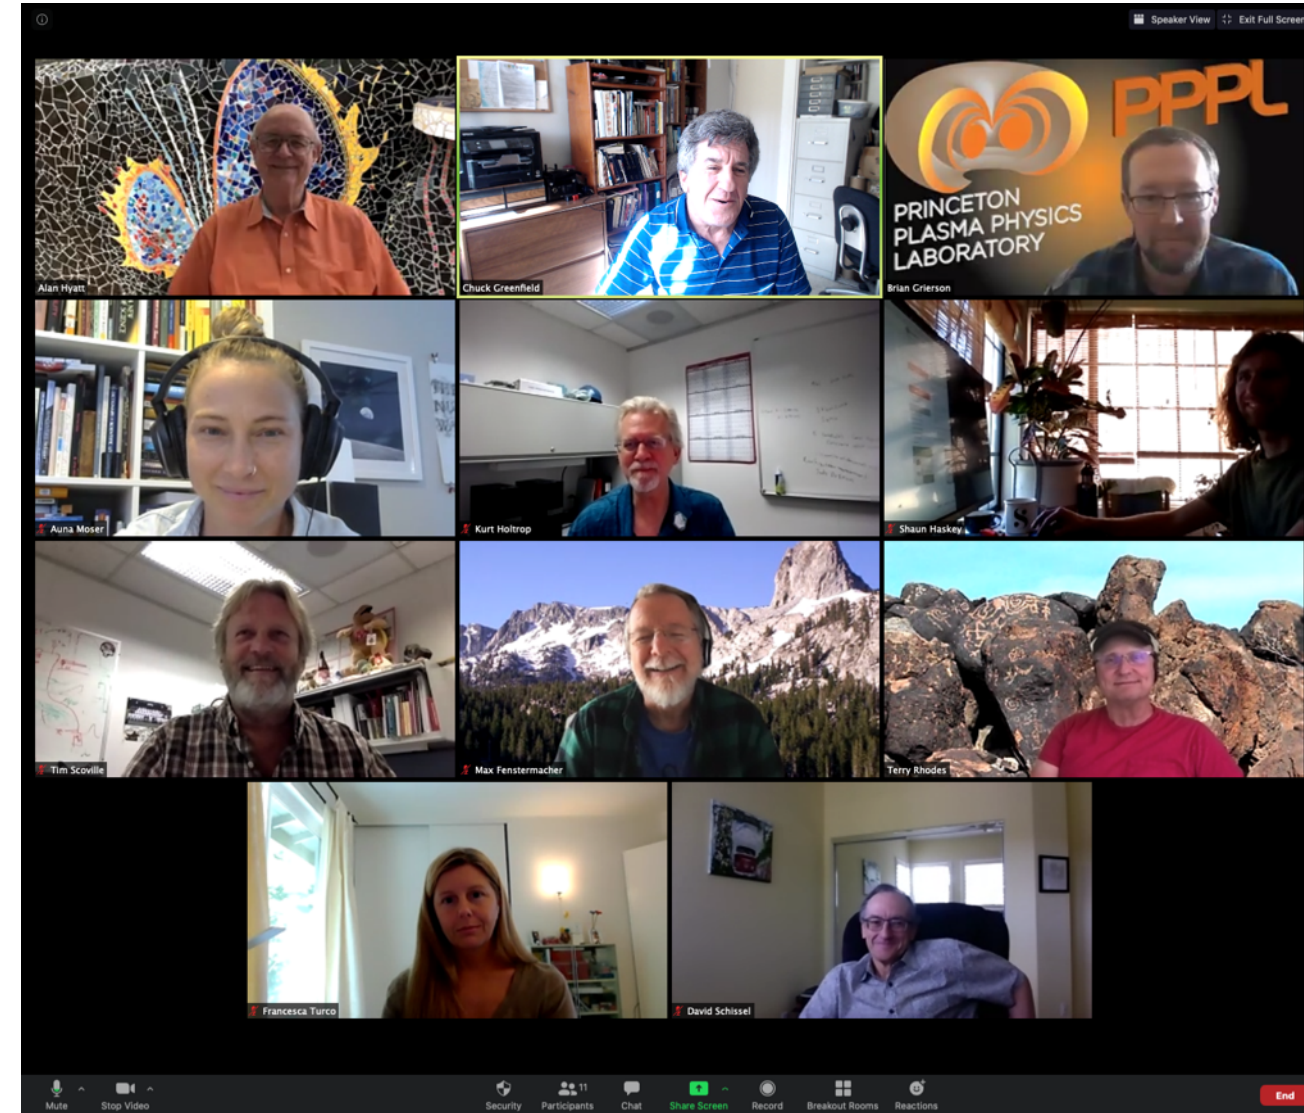 Speaker View
Exit Full Screen
Alan Hyatt
Chuck Greenfield
PPPL
PRINCETON
PLASMA PHYSICS
LABORATORY
Brian Grierson
Auna Moser
Kurt Holtrop
Shaun Haskey
Tim Scoville
Max Fenstermacher
Terry Rhodes
Francesca Turco
David Schissel
Mute
Stop Video
Security
Participants
11
Chat
Share Screen
Record
Breakout Rooms
Reactions
End